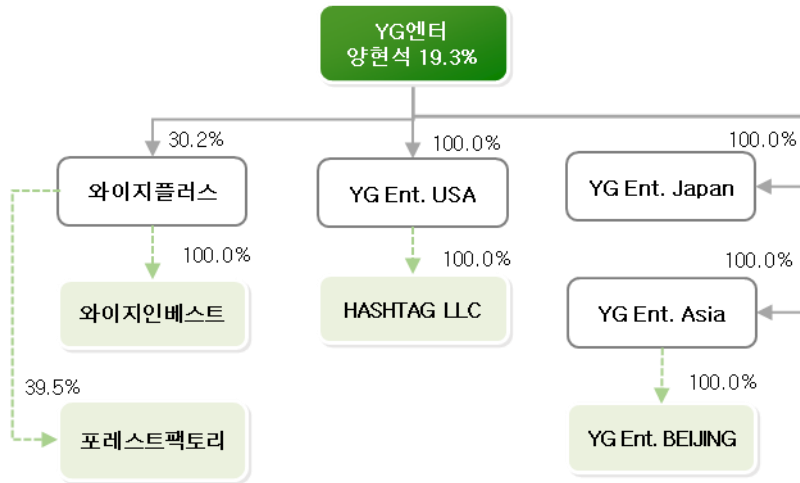 YG엔터
양현석 19.3%
30.2%
100.0%
100.0%
와이지플러스
YG Ent. USA
YG Ent. Japan
100.0%
100.0%
100.0%
와이지인베스트
HASHTAG LLC
YG Ent. Asia
39.5%
100.0%
포레스트팩토리
YG Ent. BEIJING